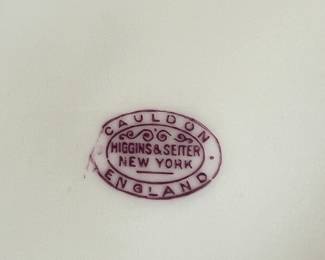 CAULDON
HIGGINS & SEITER
NEW YORK
ENGLAND